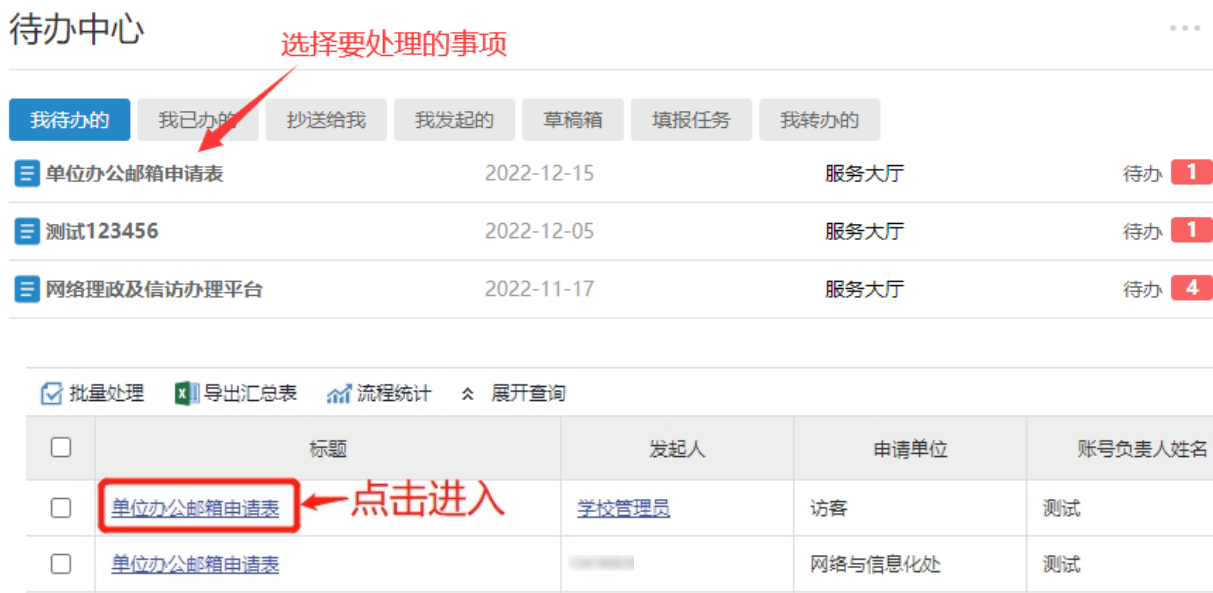 待办中心
选择要处理的事项
我待办的 我已办的 抄送给我 我发起的 草稿箱 填报任务 我转办的
单位办公邮箱申请表 2022-12-15 服务大厅 待办 1
测试123456 2022-12-05 服务大厅 待办 1
网络理政及信访办理平台 2022-11-17 服务大厅 待办 4
批量处理 导出汇总表 流程统计 展开查询
标题 发起人 申请单位 账号负责人姓名
单位办公邮箱申请表 点击进入 学校管理员 访客 测试
单位办公邮箱申请表 网络与信息化处 测试